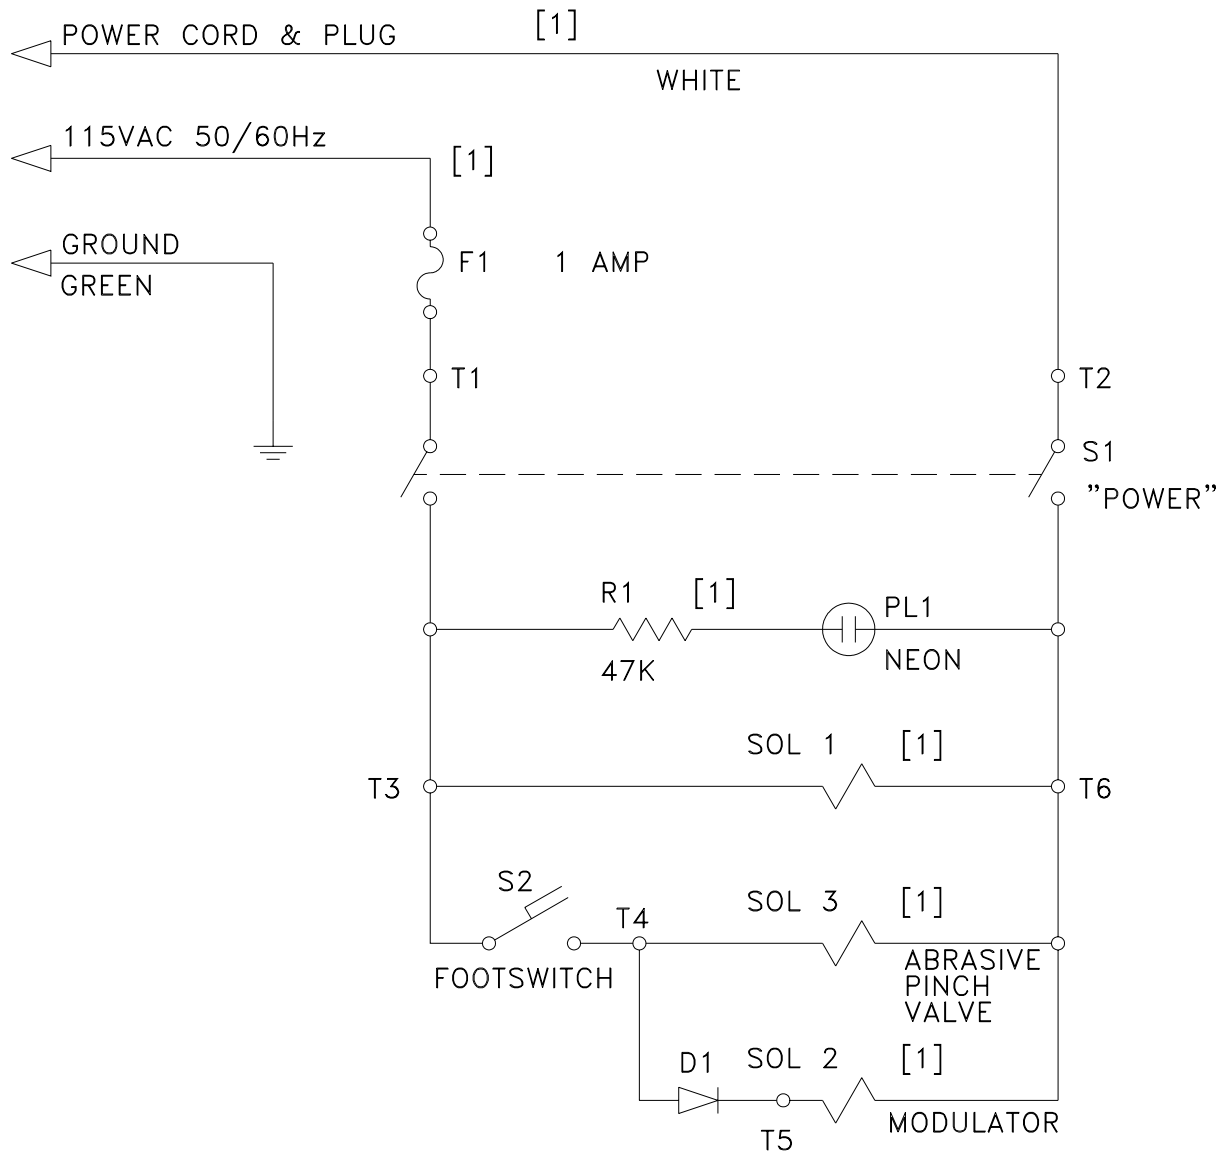 [1]
POWER CORD & PLUG
WHITE
115VAC 50/60Hz
[1]
GROUND
GREEN
F1 1 AMP
T1
T2
S1
”POWER”
R1 [1]
PL1
47K
NEON
SOL 1 [1]
T3
T6
S2
SOL 3 [1]
T4
FOOTSWITCH
ABRASIVE
PINCH
VALVE
D1
SOL 2 [1]
MODULATOR
T5